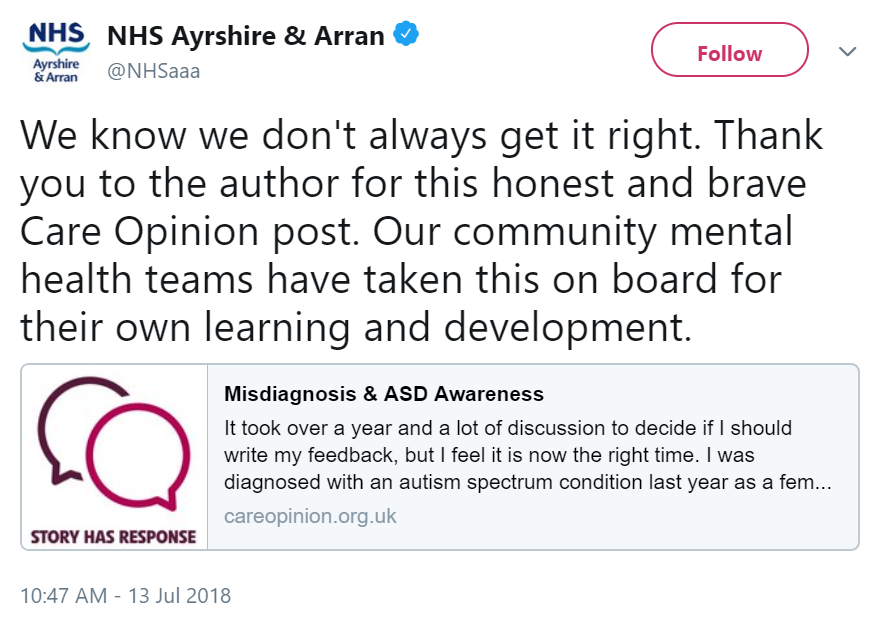 NHS
Ayrshire
& Arran
NHS Ayrshire & Arran
@NHSaaa
Follow
We know we don't always get it right. Thank
you to the author for this honest and brave
Care Opinion post. Our community mental
health teams have taken this on board for
their own learning and development.
STORY HAS RESPONSE
Misdiagnosis & ASD Awareness
It took over a year and a lot of discussion to decide if I should
write my feedback, but I feel it is now the right time. I was
diagnosed with an autism spectrum condition last year as a fem...
careopinion.org.uk
10:47 AM - 13 Jul 2018